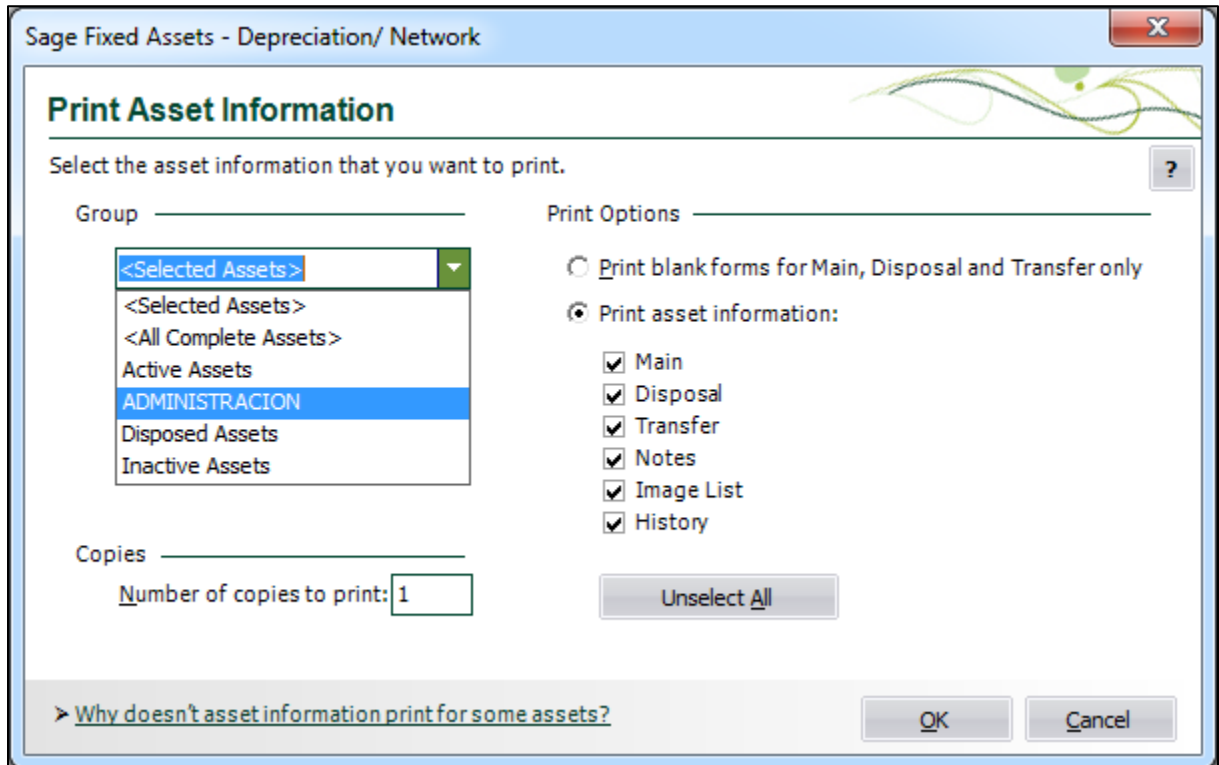 Sage Fixed Assets - Depreciation/ Network
X
Print Asset Information
Select the asset information that you want to print.
?
Group
<Selected Assets>
<Selected Assets>
<All Complete Assets>
Active Assets
ADMINISTRACION
Disposed Assets
Inactive Assets
Copies
Number of copies to print: 1
Print Options
Print blank forms for Main, Disposal and Transfer only
Print asset information:
Main
Disposal
Transfer
Notes
Image List
History
Unselect All
Why doesn't asset information print for some assets?
OK
Cancel